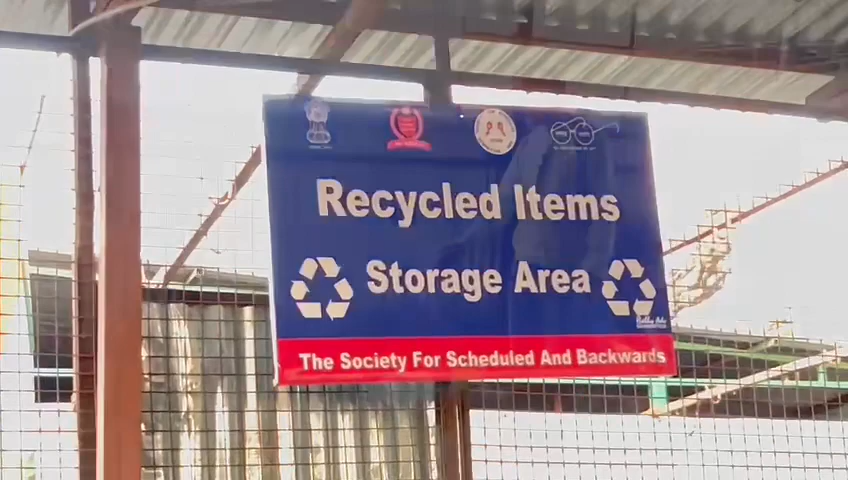 Recycled Items
Storage Area
The Society For Scheduled And Backwards